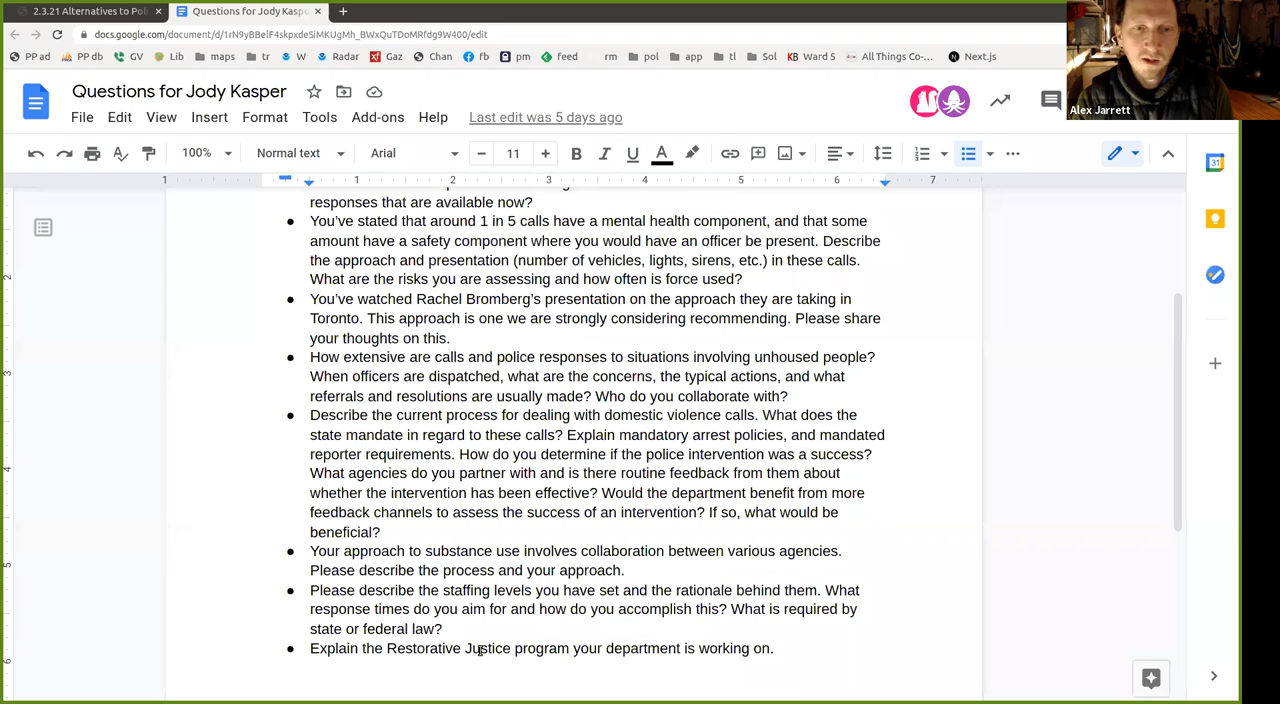 2.3.21 Alternatives to Poli
Questions for Jody Kaspe
docs.google.com/document/d/1rN9yBBelF4skpxdeSiMKUgMh_BWxQuTDoMRfdg9W400/edit
PP ad PP db GV Lib maps tr W Radar Gaz Chan fb pm feed rm pol app tl Sol KB Ward 5 All Things Co-... Next.js
Questions for Jody Kasper
File Edit View Insert Format Tools Add-ons Help Last edit was 5 days ago
100% Normal text Arial 11
1 1 2 3 4 5 6 7
responses that are available now?
● You’ve stated that around 1 in 5 calls have a mental health component, and that some
amount have a safety component where you would have an officer be present. Describe
the approach and presentation (number of vehicles, lights, sirens, etc.) in these calls.
What are the risks you are assessing and how often is force used?
● You’ve watched Rachel Bromberg’s presentation on the approach they are taking in
Toronto. This approach is one we are strongly considering recommending. Please share
your thoughts on this.
● How extensive are calls and police responses to situations involving unhoused people?
When officers are dispatched, what are the concerns, the typical actions, and what
referrals and resolutions are usually made? Who do you collaborate with?
● Describe the current process for dealing with domestic violence calls. What does the
state mandate in regard to these calls? Explain mandatory arrest policies, and mandated
reporter requirements. How do you determine if the police intervention was a success?
What agencies do you partner with and is there routine feedback from them about
whether the intervention has been effective? Would the department benefit from more
feedback channels to assess the success of an intervention? If so, what would be
beneficial?
● Your approach to substance use involves collaboration between various agencies.
Please describe the process and your approach.
● Please describe the staffing levels you have set and the rationale behind them. What
response times do you aim for and how do you accomplish this? What is required by
state or federal law?
● Explain the Restorative Justice program your department is working on.
Alex Jarrett
31
2
3
4
5
6